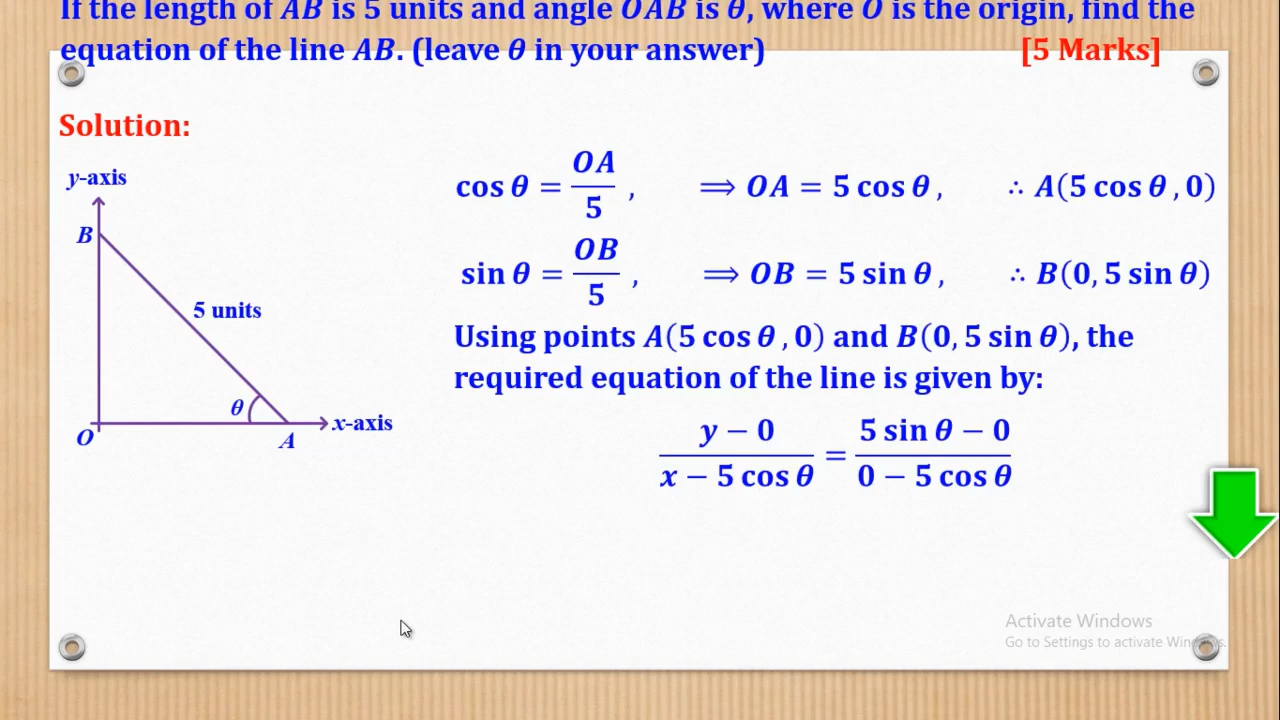 If the length of AB is 5 units and angle OAB is θ, where O is the origin, find the
equation of the line AB. (leave θ in your answer) [5 Marks]
Solution:
y-axis
B
5 units
θ
O
A
x-axis
cos θ = OA/5 , ⟹ OA = 5 cos θ , ∴ A(5 cos θ , 0)
sin θ = OB/5 , ⟹ OB = 5 sin θ , ∴ B(0, 5 sin θ)
Using points A(5 cos θ , 0) and B(0, 5 sin θ), the
required equation of the line is given by:
(y − 0)/(x − 5 cos θ) = (5 sin θ − 0)/(0 − 5 cos θ)
Activate Windows
Go to Settings to activate Windows.